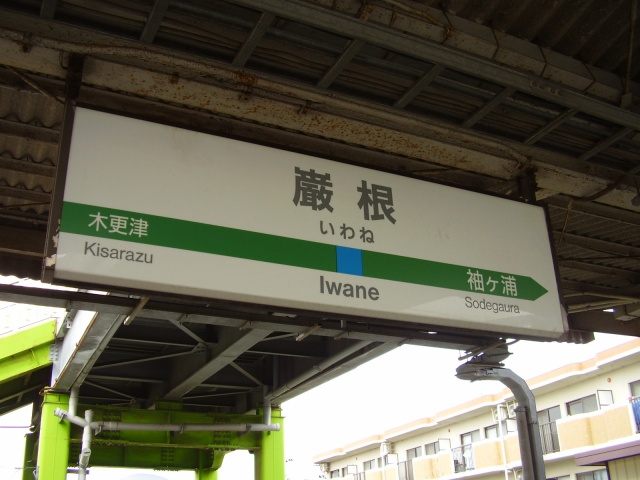 巌根
いわね
木更津
Kisarazu
Iwane
袖ヶ浦
Sodegaura